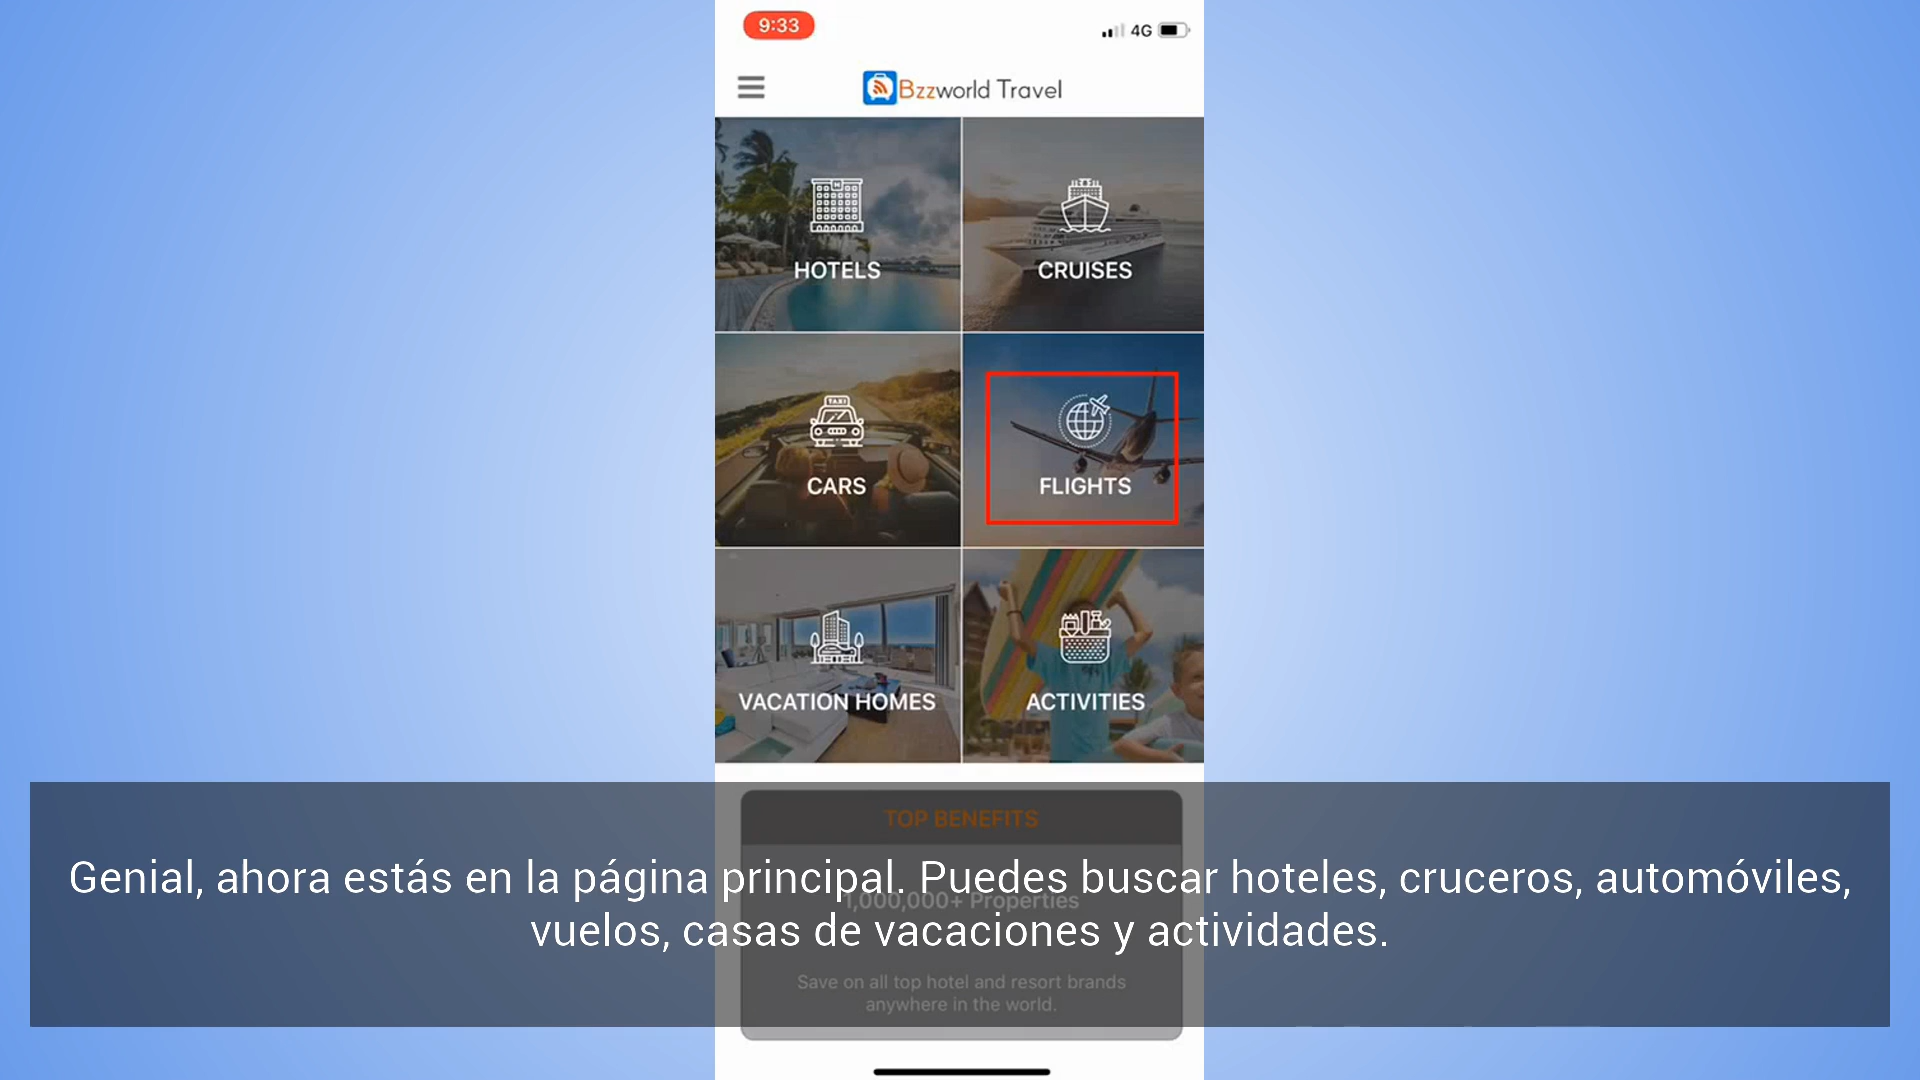 9:33
4G
Bzzworld Travel
HOTELS
CRUISES
TAXI
CARS
FLIGHTS
VACATION HOMES
ACTIVITIES
TOP BENEFITS
1,000,000+ Properties
Genial, ahora estás en la página principal. Puedes buscar hoteles, cruceros, automóviles,
vuelos, casas de vacaciones y actividades.
Save on all top hotel and resort brands
anywhere in the world.